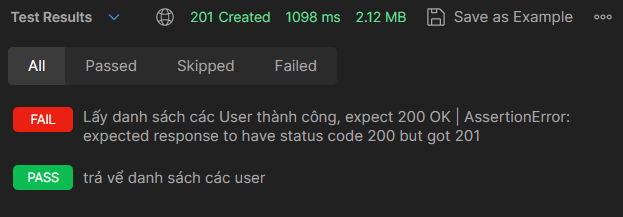 Test Results 201 Created 1098 ms 2.12 MB Save as Example
All Passed Skipped Failed
FAIL Lấy danh sách các User thành công, expect 200 OK | AssertionError:
expected response to have status code 200 but got 201
PASS trả vể danh sách các user